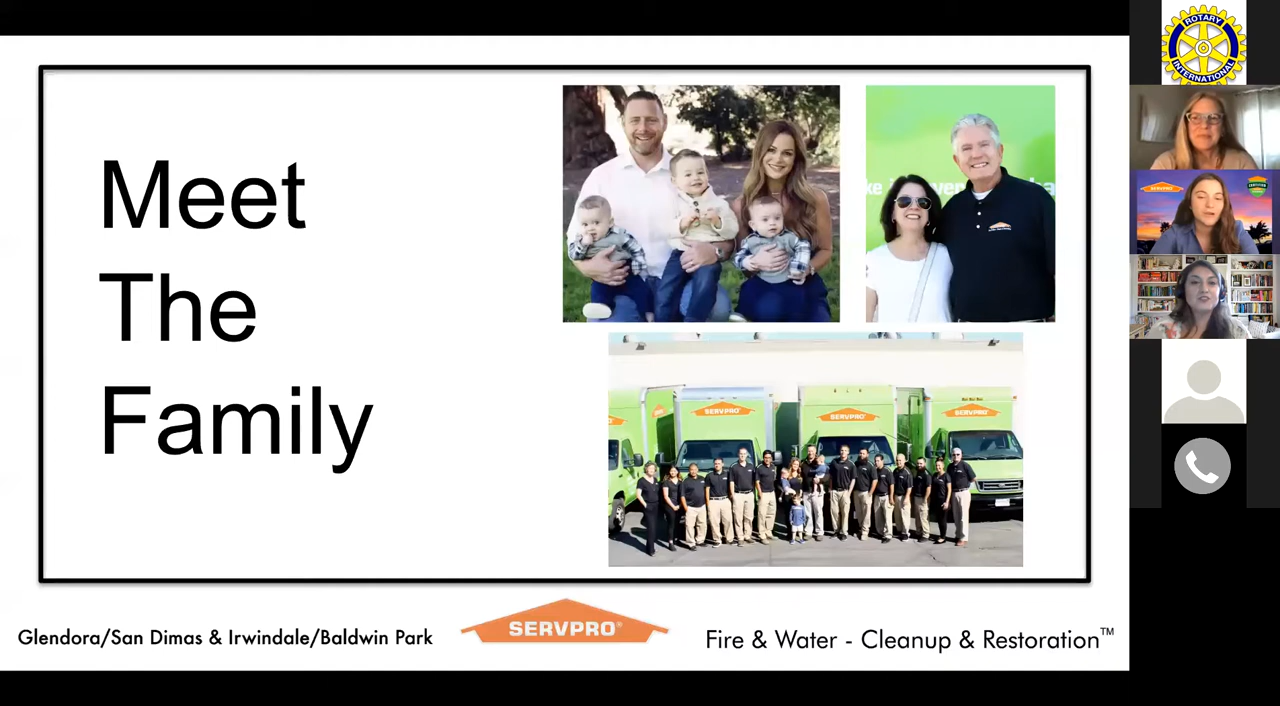 Meet
The
Family
SERVPRO
SERVPRO
SERVPRO
Glendora/San Dimas & Irwindale/Baldwin Park
SERVPRO®
Fire & Water - Cleanup & Restoration™
ROTARY
INTERNATIONAL
SERVPRO